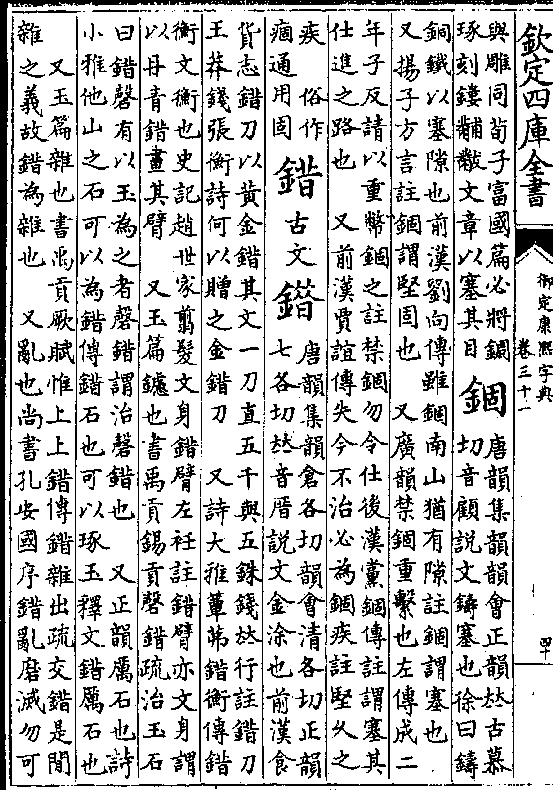 欽定四庫全書
御定康熙字典
卷三十一
四十
與雕同荀子富國篇必將錭
琢刻鏤黼黻文章以塞其目
錮
唐韻集韻韻會正韻𠀤古慕
切音顧說文鑄塞也徐曰鑄
銅鐵以塞隙也前漢劉向傳雖錮南山猶有隙註錮謂塞也
又揚子方言註錮謂堅固也 又廣韻禁錮重繫也左傳成二
年子反請以重幣錮之註禁錮勿令仕後漢黨錮傳註謂塞其
仕進之路也 又前漢賈誼傳失今不治必為錮疾註堅久之
疾 俗作
痼通用固
錯
古文
鐕
唐韻集韻倉各切韻會清各切正韻
七各切𠀤音厝說文金涂也前漢食
貨志錯刀以黃金錯其文一刀直五千與五銖錢𠀤行註錯刀
王莽錢張衡詩何以贈之金錯刀 又詩大雅簟茀錯衡傳錯
衡文衡也史記趙世家翦髮文身錯臂左衽註錯臂亦文身謂
以丹青錯畫其臂 又玉篇鑢也書禹貢錫貢磬錯疏治玉石
曰錯磬有以玉為之者磬錯謂治磬錯也 又正韻厲石也詩
小雅他山之石可以為錯傳錯石也可以琢玉釋文錯厲石也
又玉篇雜也書禹貢厥賦惟上上錯傳錯雜出疏交錯是間
雜之義故錯為雜也 又亂也尚書孔安國序錯亂磨滅勿可